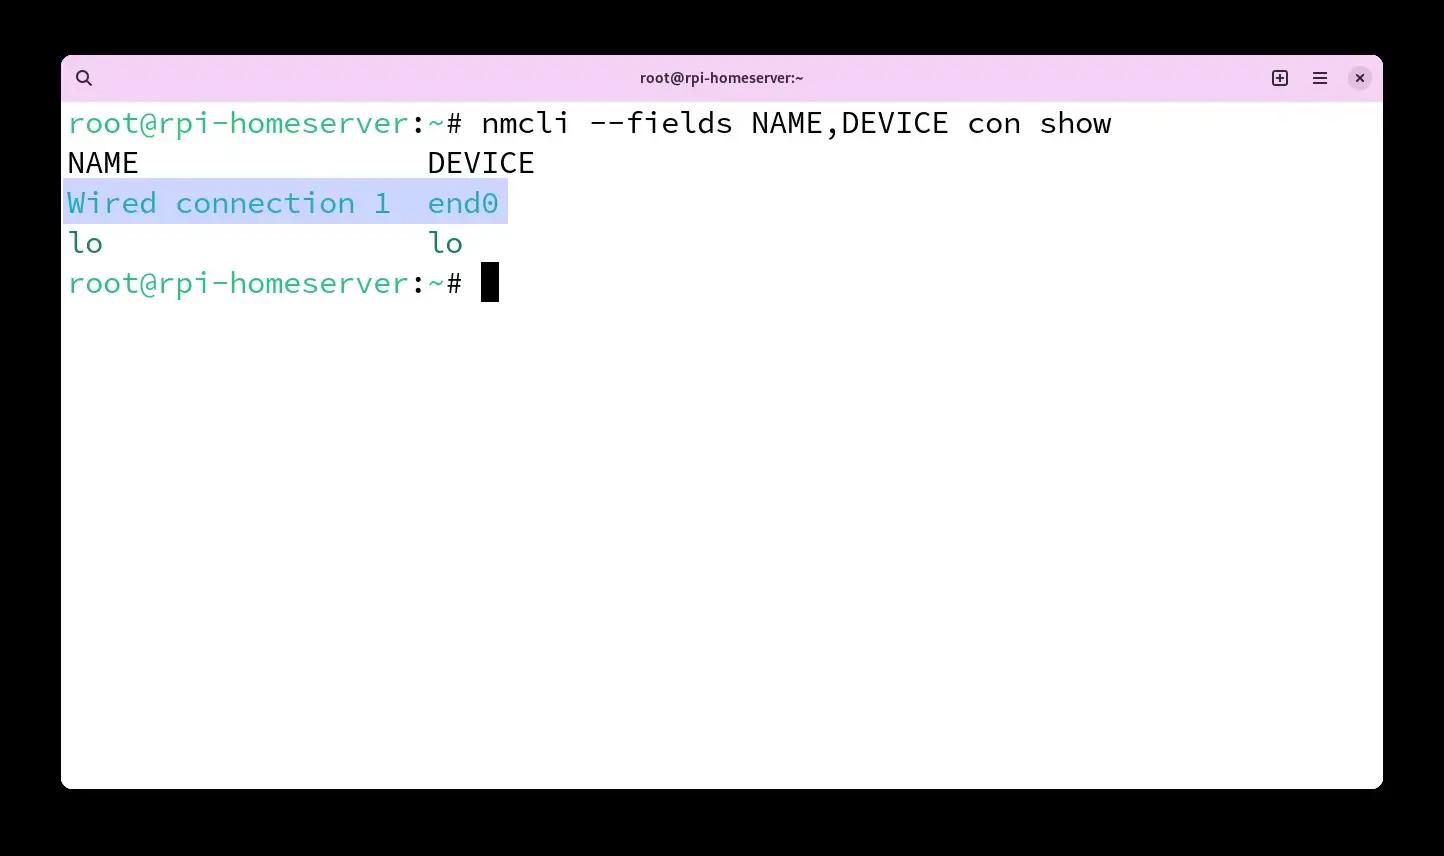 root@rpi-homeserver:~
root@rpi-homeserver:~# nmcli --fields NAME,DEVICE con show
NAME                DEVICE
Wired connection 1  end0
lo                  lo
root@rpi-homeserver:~#